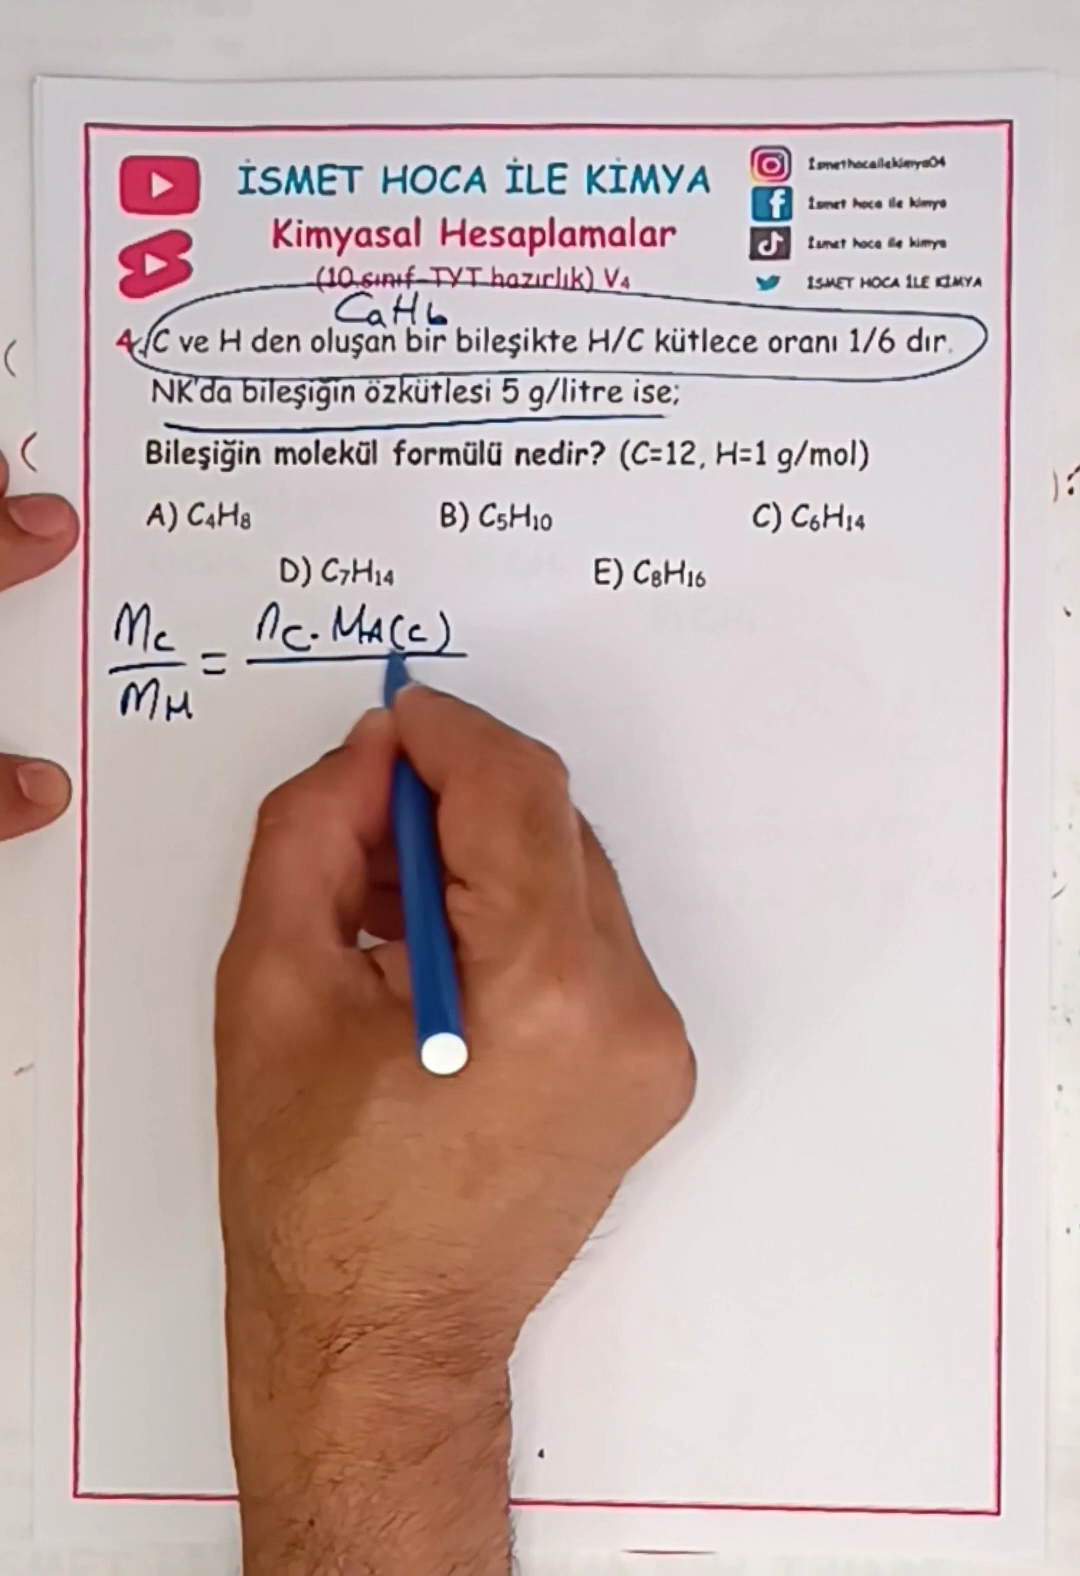 İSMET HOCA İLE KİMYA
Kimyasal Hesaplamalar
(10.sınıf-TYT hazırlık) V4
İsmethocailekimya04
İsmet hoca ile kimya
İsmet hoca ile kimya
İSMET HOCA İLE KİMYA
CaHb
4. C ve H den oluşan bir bileşikte H/C kütlece oranı 1/6 dır.
NK'da bileşiğin özkütlesi 5 g/litre ise;
Bileşiğin molekül formülü nedir? (C=12, H=1 g/mol)
A) C4H8 B) C5H10 C) C6H14
D) C7H14 E) C8H16
mC/mH = nC . MA(C)
4